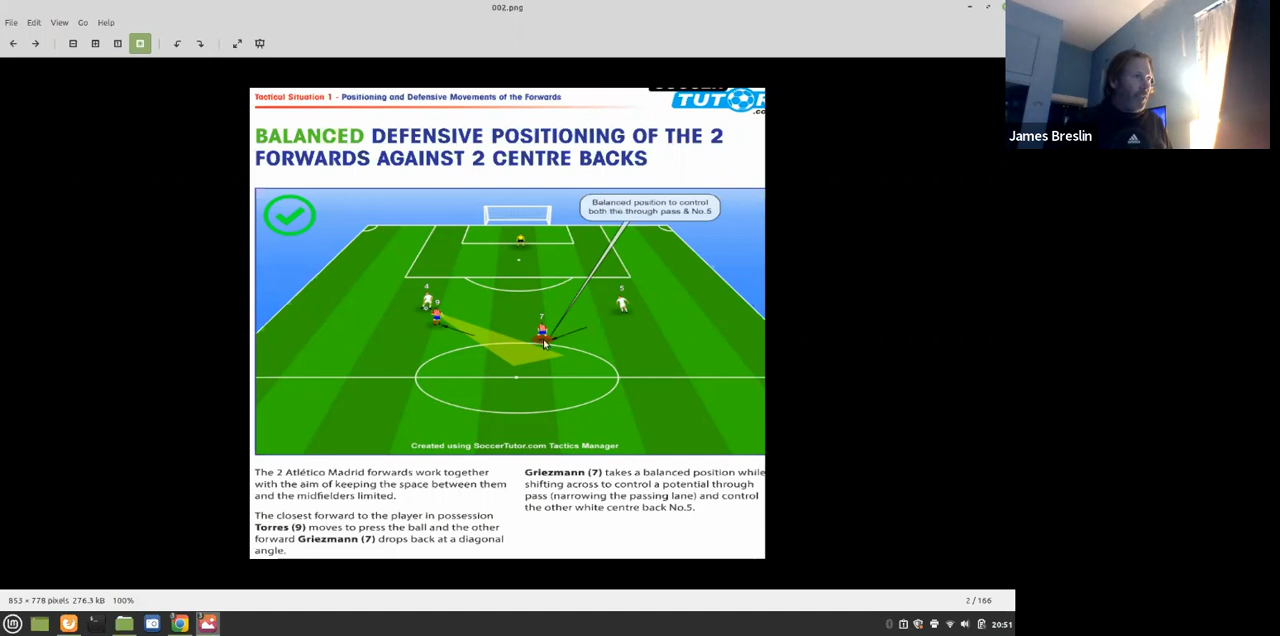 002.png
File Edit View Go Help
James Breslin
Tactical Situation 1 - Positioning and Defensive Movements of the Forwards
TUT
.co
BALANCED DEFENSIVE POSITIONING OF THE 2
FORWARDS AGAINST 2 CENTRE BACKS
Balanced position to control
both the through pass & No.5
4
9
7
5
Created using SoccerTutor.com Tactics Manager
The 2 Atlético Madrid forwards work together
with the aim of keeping the space between them
and the midfielders limited.
The closest forward to the player in possession
Torres (9) moves to press the ball and the other
forward Griezmann (7) drops back at a diagonal
angle.
Griezmann (7) takes a balanced position while
shifting across to control a potential through
pass (narrowing the passing lane) and control
the other white centre back No.5.
853 × 778 pixels 276.3 kB 100%
2 / 166
20:51